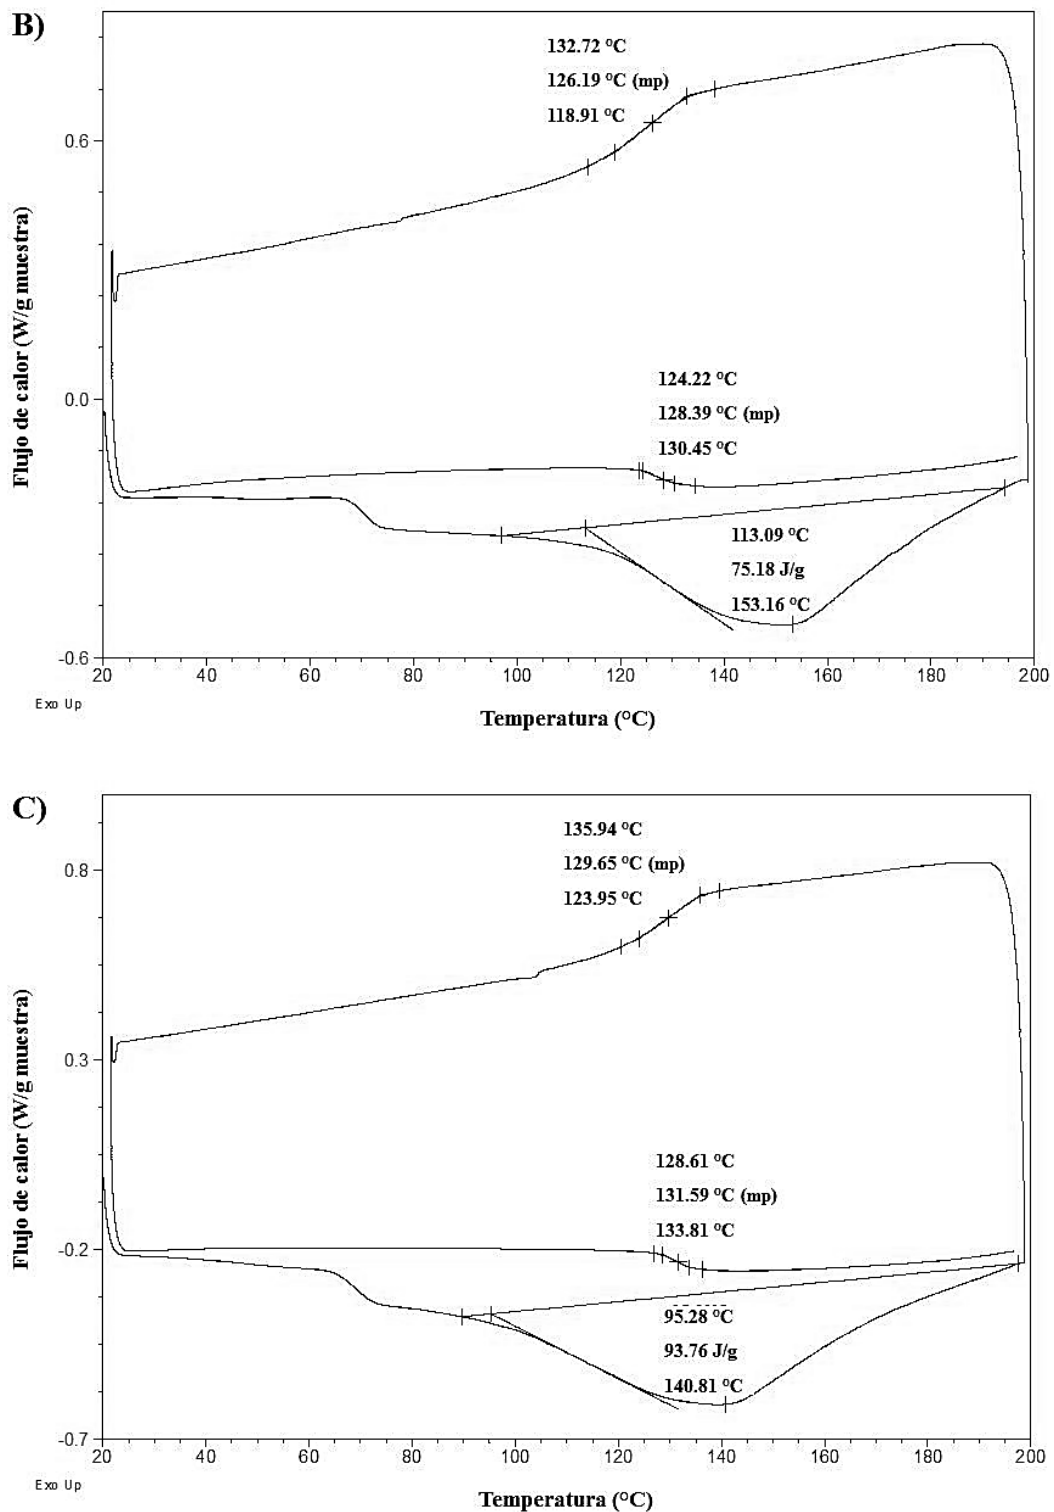 B)
132.72 °C
126.19 °C (mp)
118.91 °C
0.6
Flujo de calor (W/g muestra)
0.0
124.22 °C
128.39 °C (mp)
130.45 °C
113.09 °C
75.18 J/g
153.16 °C
-0.6
20 40 60 80 100 120 140 160 180 200
Exo Up
Temperatura (°C)
C)
135.94 °C
129.65 °C (mp)
123.95 °C
0.8
Flujo de calor (W/g muestra)
0.3
128.61 °C
131.59 °C (mp)
133.81 °C
-0.2
95.28 °C
93.76 J/g
140.81 °C
-0.7
20 40 60 80 100 120 140 160 180 200
Exo Up
Temperatura (°C)